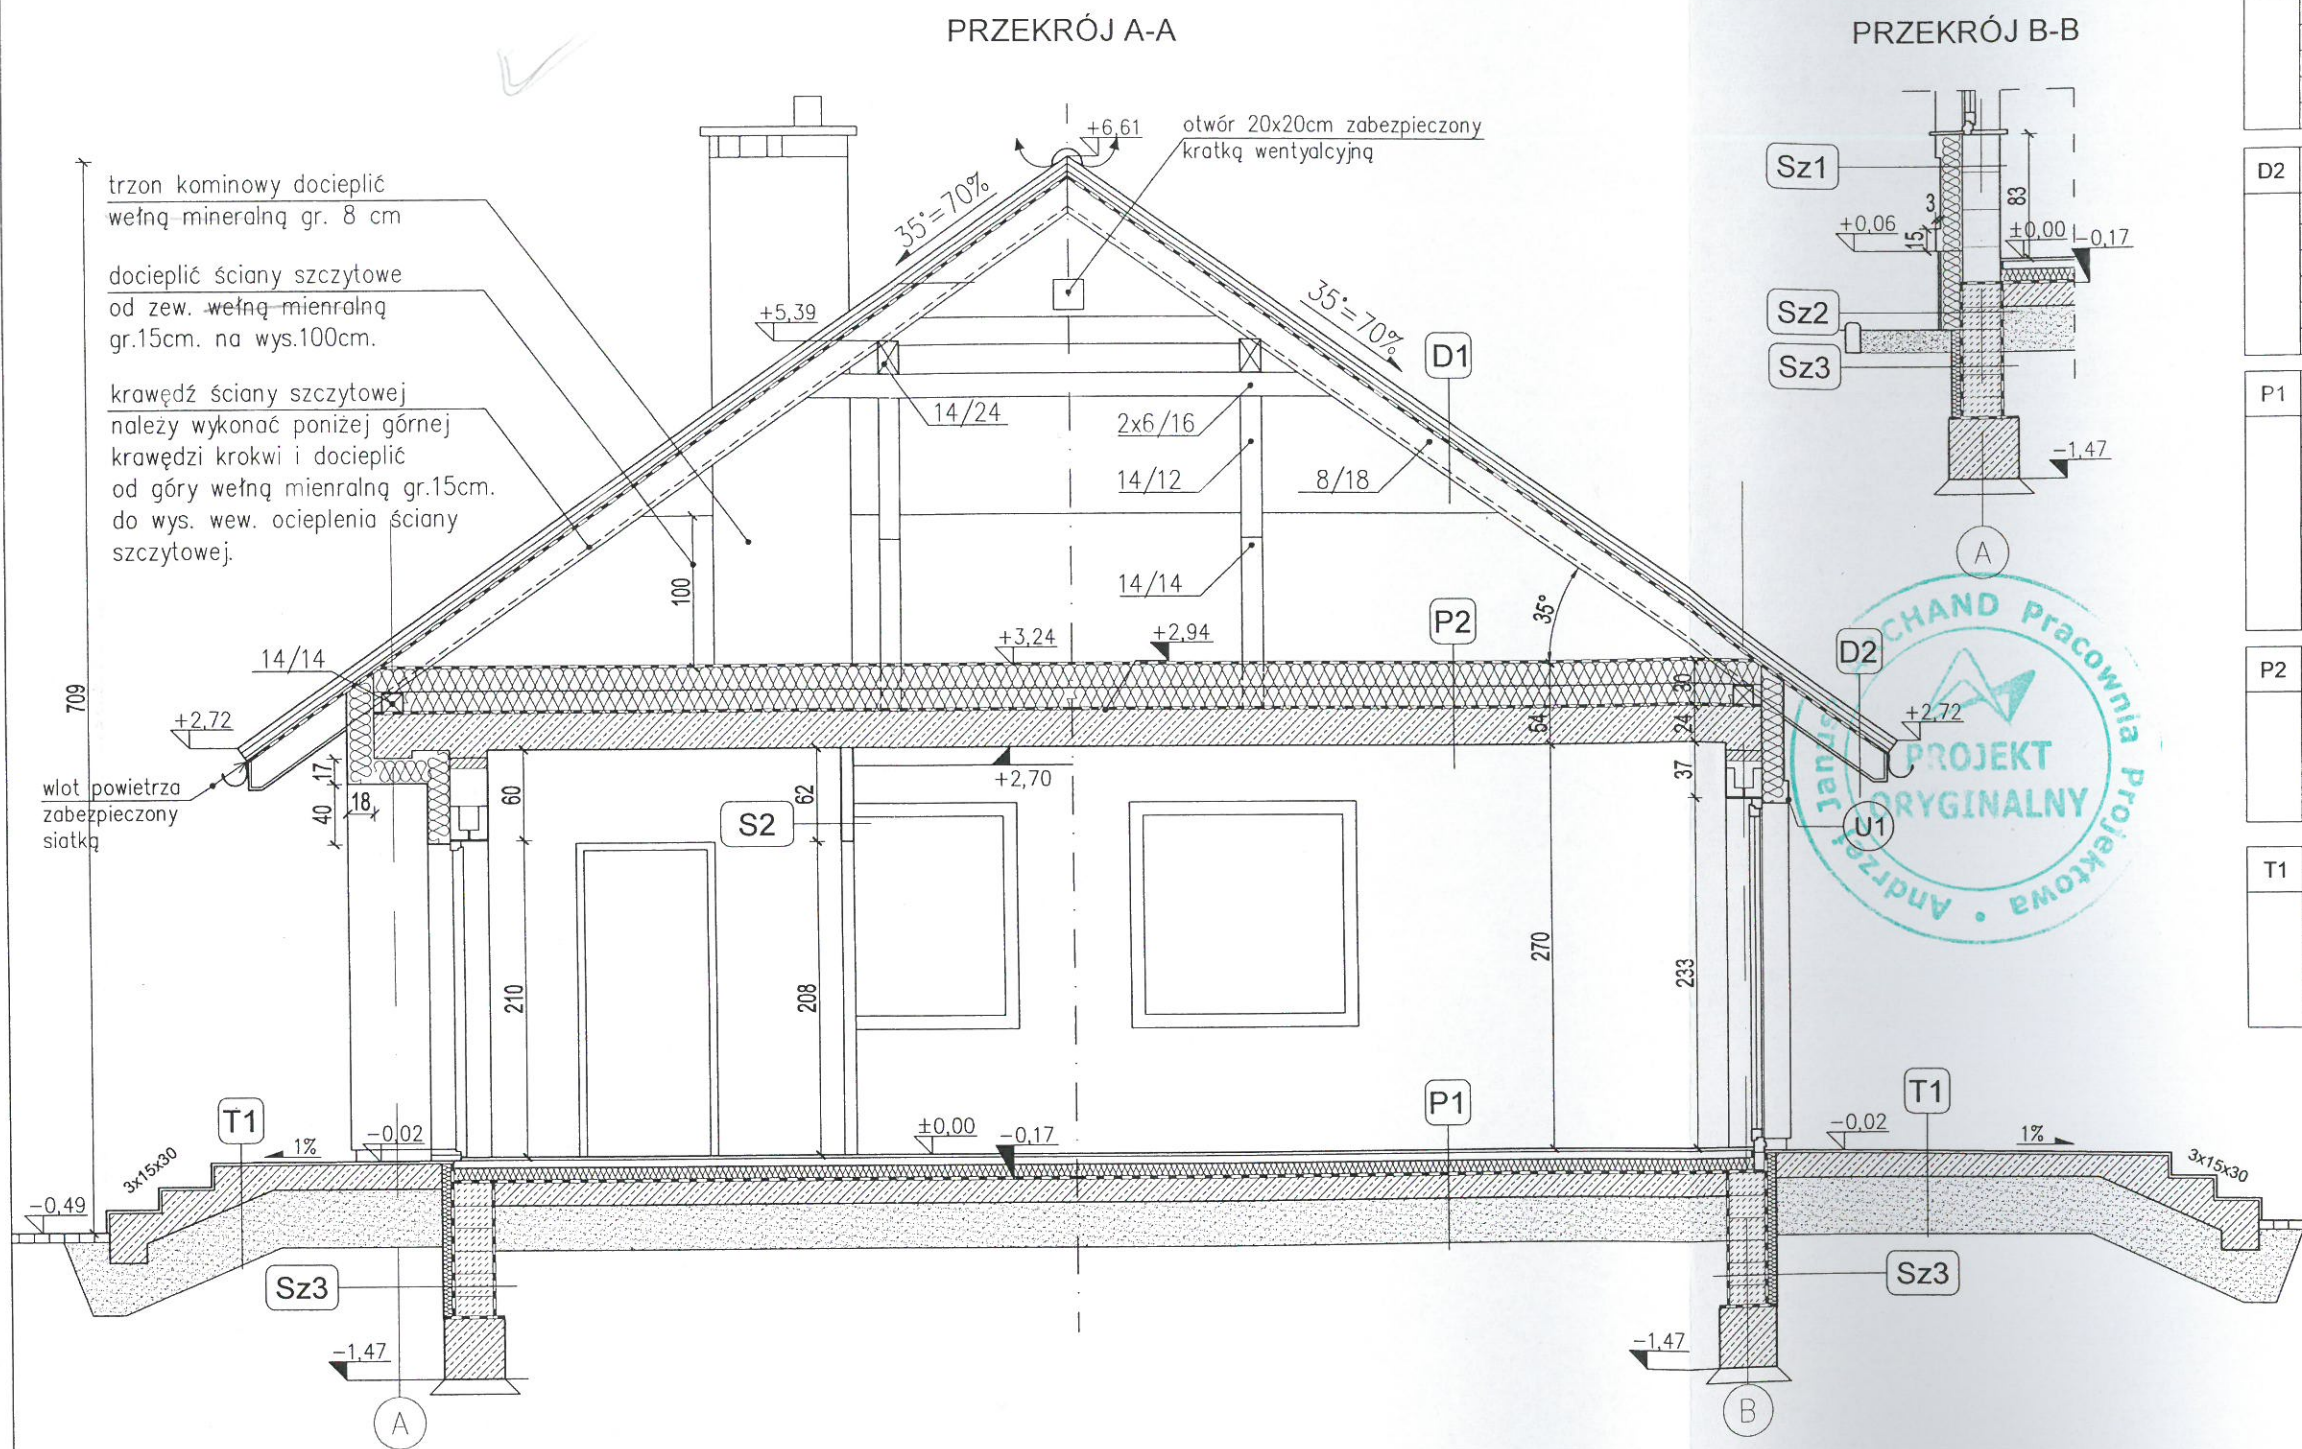 PRZEKRÓJ A-A
PRZEKRÓJ B-B
trzon kominowy docieplić
wełną mineralną gr. 8 cm
docieplić ściany szczytowe
od zew. wełną mienralną
gr.15cm. na wys.100cm.
krawędź ściany szczytowej
należy wykonać poniżej górnej
krawędzi krokwi i docieplić
od góry wełną mienralną gr.15cm.
do wys. wew. ocieplenia ściany
szczytowej.
otwór 20x20cm zabezpieczony
kratką wentyalcyjną
+6,61
35°=70%
35°=70%
+5,39
14/24
2x6/16
14/12
8/18
14/14
D1
100
35°
P2
+3,24
+2,94
14/14
709
+2,72
wlot powietrza
zabezpieczony
siatką
17
40
18
60
62
S2
+2,70
54
30
24
37
D2
+2,72
U1
210
208
270
233
T1
1%
-0,02
±0,00
-0,17
P1
-0,02
1%
T1
3x15x30
3x15x30
-0,49
Sz3
Sz3
-1,47
-1,47
A
B
Sz1
3
83
+0,06
15
±0,00
-0,17
Sz2
Sz3
-1,47
A
ARCHAND Pracownia Projektowa • Andrzej Janusz
PROJEKT
ORYGINALNY
D2
P1
P2
T1